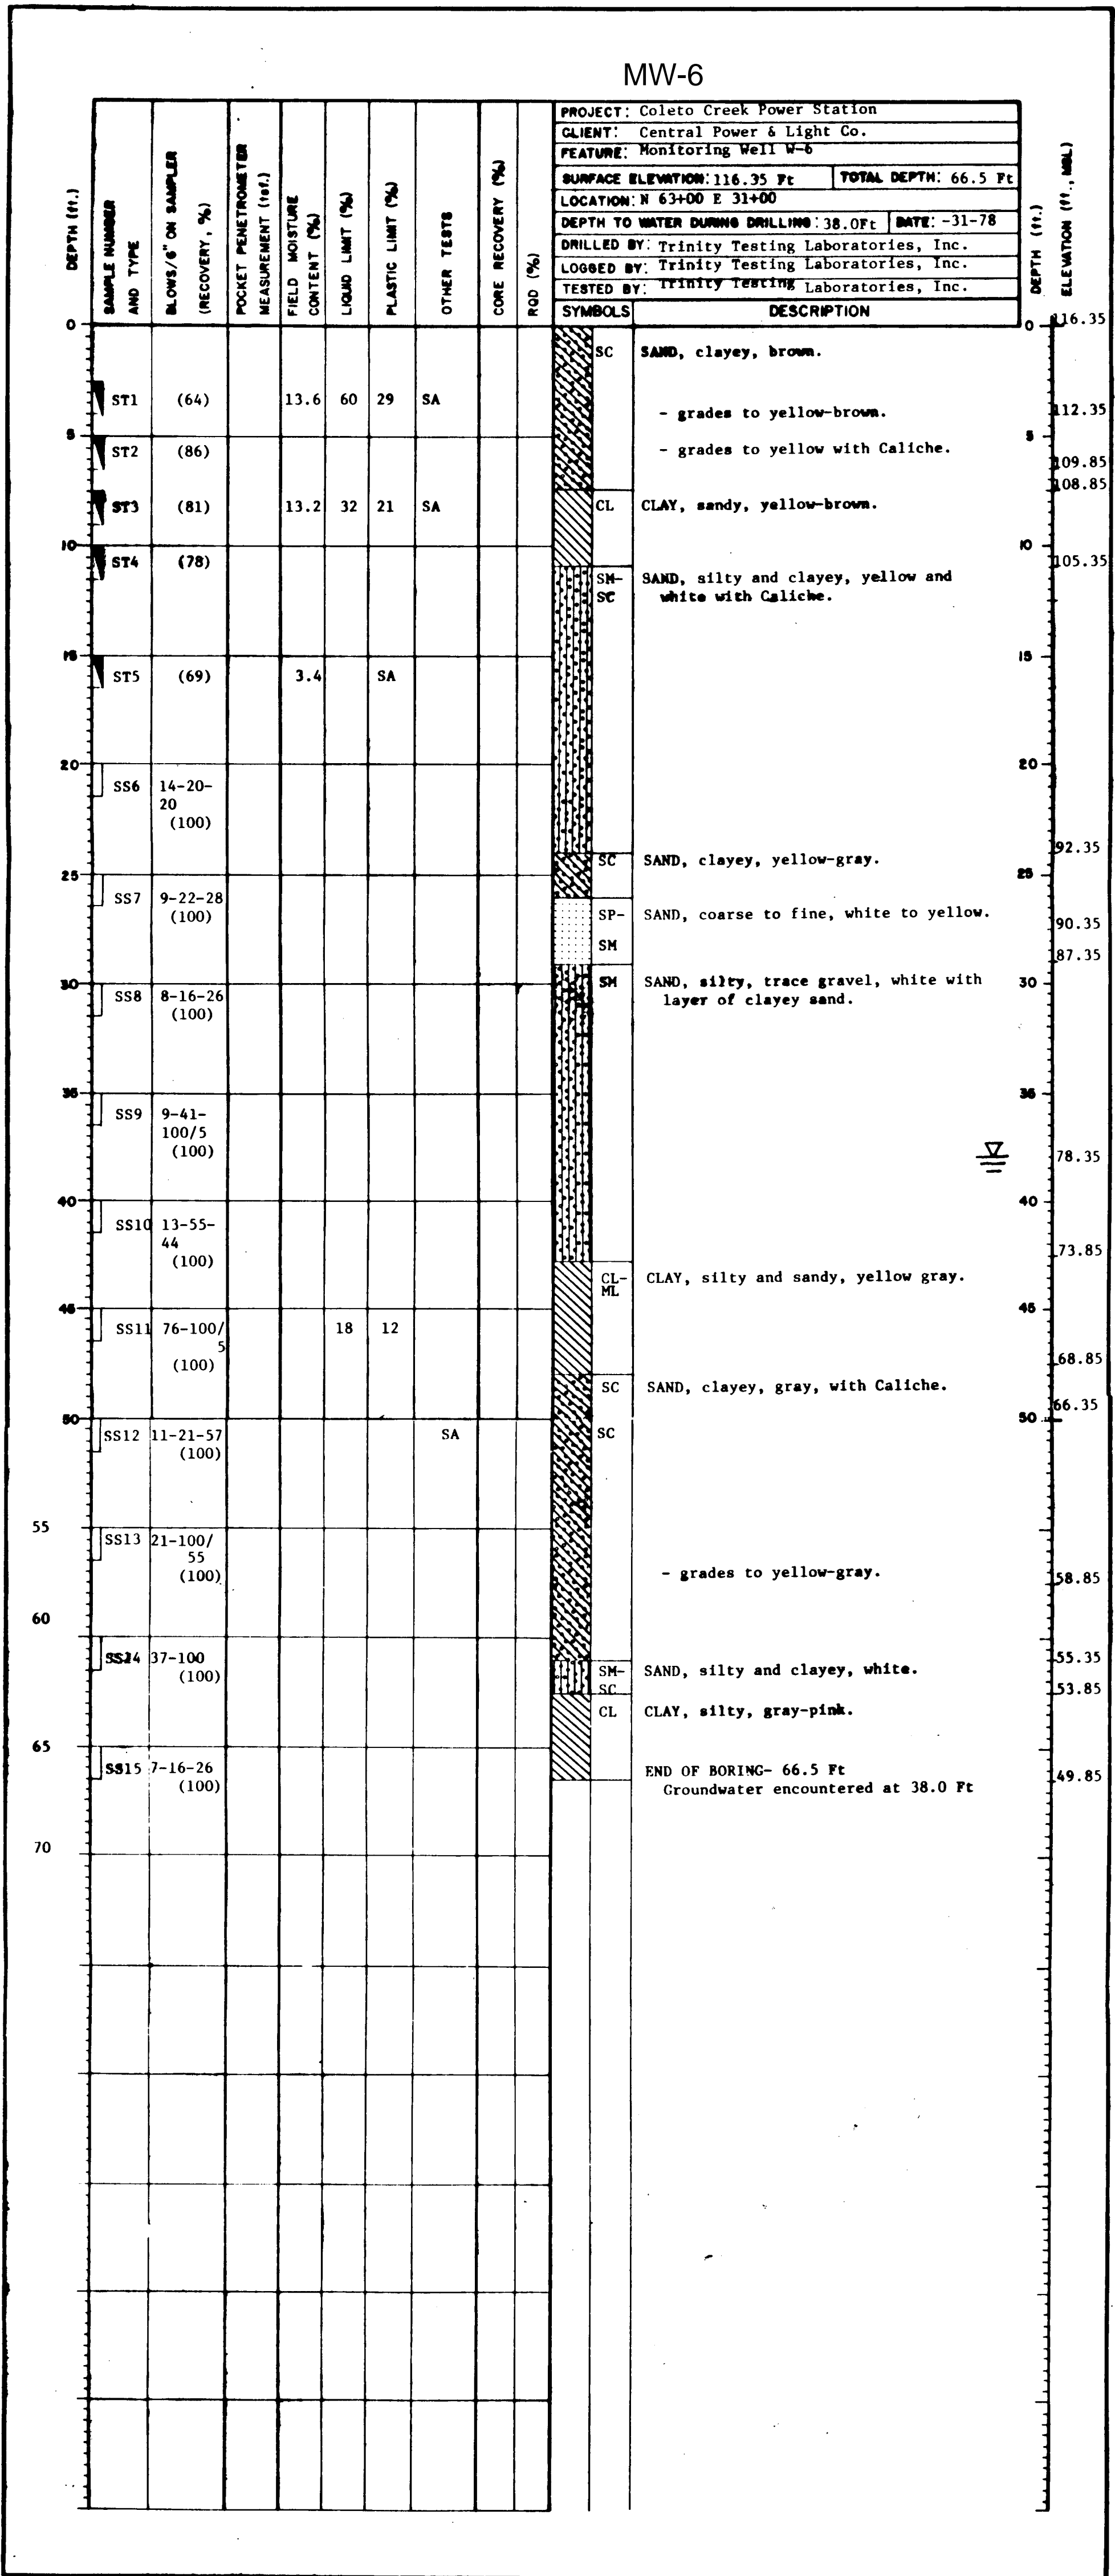 MW-6
PROJECT: Coleto Creek Power Station
CLIENT: Central Power & Light Co.
FEATURE: Monitoring Well W-6
SURFACE ELEVATION: 116.35 Ft TOTAL DEPTH: 66.5 Ft
LOCATION: N 63+00 E 31+00
DEPTH TO WATER DURING DRILLING: 38.0Ft DATE: -31-78
DRILLED BY: Trinity Testing Laboratories, Inc.
LOGGED BY: Trinity Testing Laboratories, Inc.
TESTED BY: Trinity Testing Laboratories, Inc.
DEPTH (ft.)
SAMPLE NUMBER
AND TYPE
BLOWS/6" ON SAMPLER
(RECOVERY, %)
POCKET PENETROMETER
MEASUREMENT (tsf.)
FIELD MOISTURE
CONTENT (%)
LIQUID LIMIT (%)
PLASTIC LIMIT (%)
OTHER TESTS
CORE RECOVERY (%)
RQD (%)
SYMBOLS DESCRIPTION
DEPTH (ft.)
ELEVATION (ft., MSL)
0 0 116.35
SC SAND, clayey, brown.
ST1 (64) 13.6 60 29 SA - grades to yellow-brown. 112.35
5 5
ST2 (86) - grades to yellow with Caliche. 109.85
108.85
ST3 (81) 13.2 32 21 SA CL CLAY, sandy, yellow-brown.
10 10
ST4 (78) 105.35
SM- SAND, silty and clayey, yellow and
SC white with Caliche.
15 15
ST5 (69) 3.4 SA
20 20
SS6 14-20-
20
(100)
92.35
SC SAND, clayey, yellow-gray.
25 25
SS7 9-22-28
(100) SP- SAND, coarse to fine, white to yellow. 90.35
SM 87.35
30 SM SAND, silty, trace gravel, white with 30
SS8 8-16-26 layer of clayey sand.
(100)
35 35
SS9 9-41-
100/5
(100) 78.35
40 40
SS10 13-55-
44
(100) 73.85
CL- CLAY, silty and sandy, yellow gray.
ML
45 45
SS11 76-100/ 18 12
5
(100) 68.85
SC SAND, clayey, gray, with Caliche.
66.35
50 50
SS12 11-21-57 SA SC
(100)
55
SS13 21-100/
55
(100) - grades to yellow-gray. 58.85
60
SS14 37-100 55.35
(100) SM- SAND, silty and clayey, white.
SC 53.85
CL CLAY, silty, gray-pink.
65
SS15 7-16-26 END OF BORING- 66.5 Ft 49.85
(100) Groundwater encountered at 38.0 Ft
70